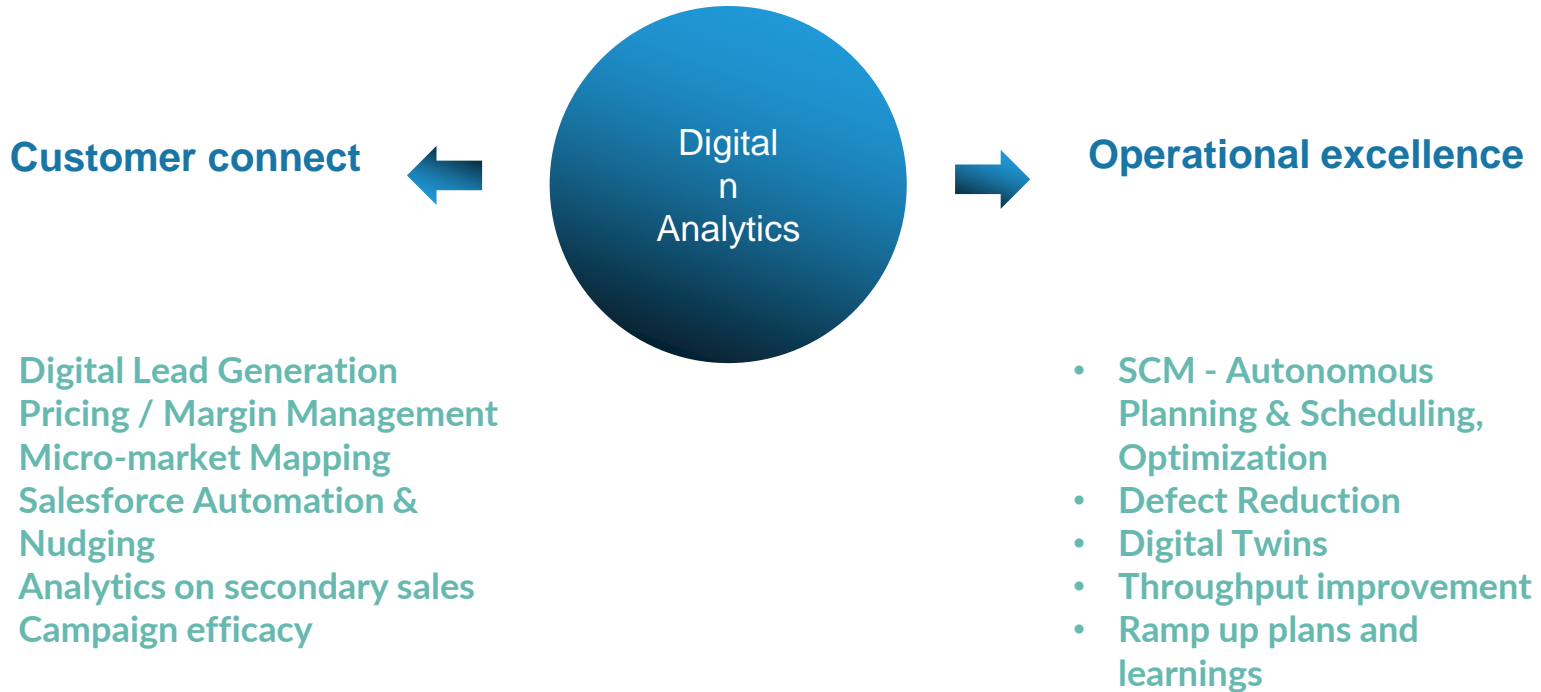 Digital
n
Analytics
Customer connect
Operational excellence
Digital Lead Generation
Pricing / Margin Management
Micro-market Mapping
Salesforce Automation &
Nudging
Analytics on secondary sales
Campaign efficacy
• SCM - Autonomous
Planning & Scheduling,
Optimization
• Defect Reduction
• Digital Twins
• Throughput improvement
• Ramp up plans and
learnings